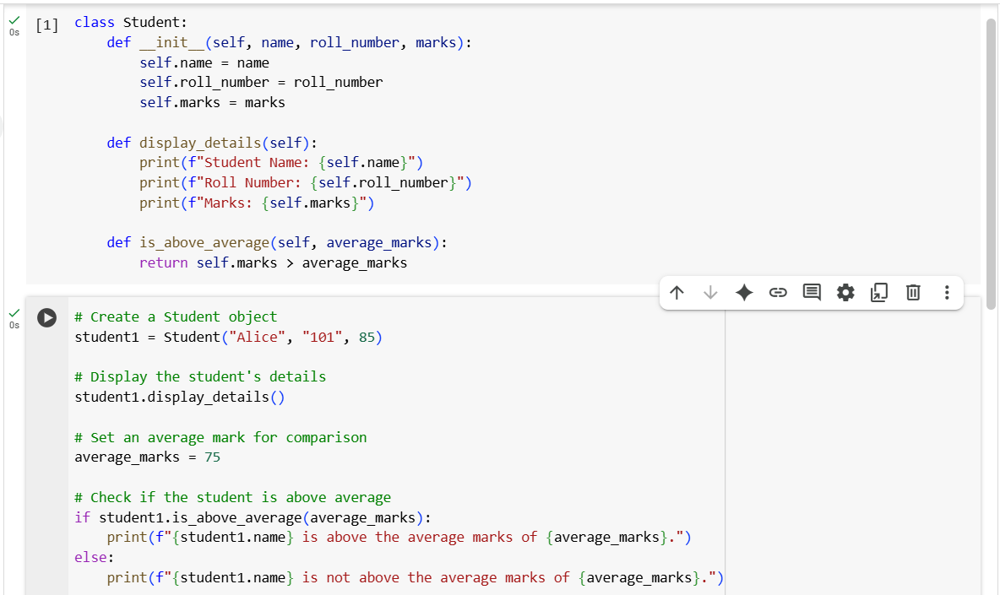 0s
[1]
class Student:
    def __init__(self, name, roll_number, marks):
        self.name = name
        self.roll_number = roll_number
        self.marks = marks

    def display_details(self):
        print(f"Student Name: {self.name}")
        print(f"Roll Number: {self.roll_number}")
        print(f"Marks: {self.marks}")

    def is_above_average(self, average_marks):
        return self.marks > average_marks

0s
# Create a Student object
student1 = Student("Alice", "101", 85)

# Display the student's details
student1.display_details()

# Set an average mark for comparison
average_marks = 75

# Check if the student is above average
if student1.is_above_average(average_marks):
    print(f"{student1.name} is above the average marks of {average_marks}.")
else:
    print(f"{student1.name} is not above the average marks of {average_marks}.")